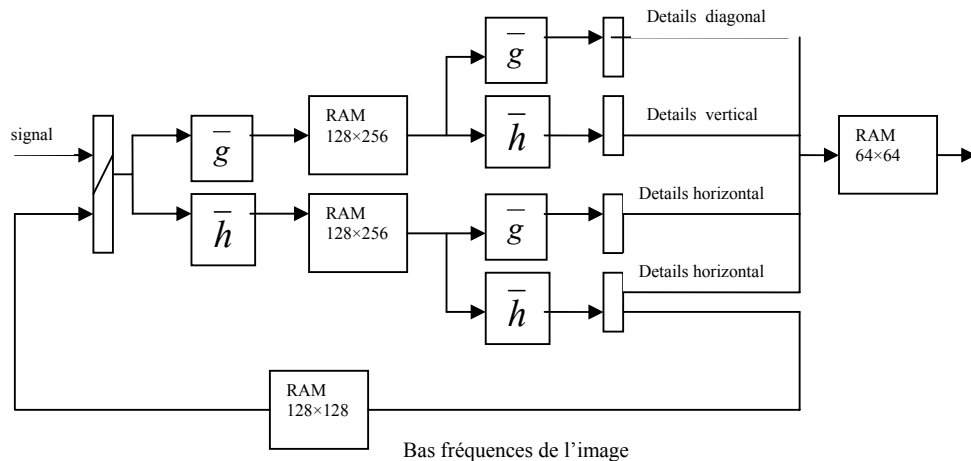 Details diagonal
g
signal
g
RAM
128×256
Details vertical
h
RAM
64×64
h
RAM
128×256
Details horizontal
g
Details horizontal
h
RAM
128×128
Bas fréquences de l'image